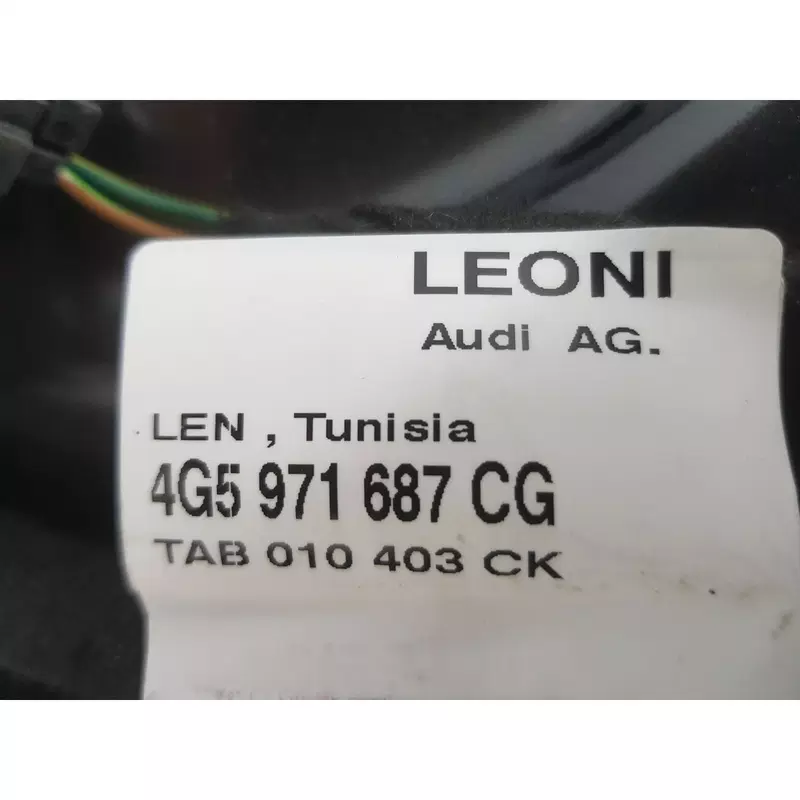 LEONI
Audi AG.
LEN , Tunisia
4G5 971 687 CG
TAB 010 403 CK